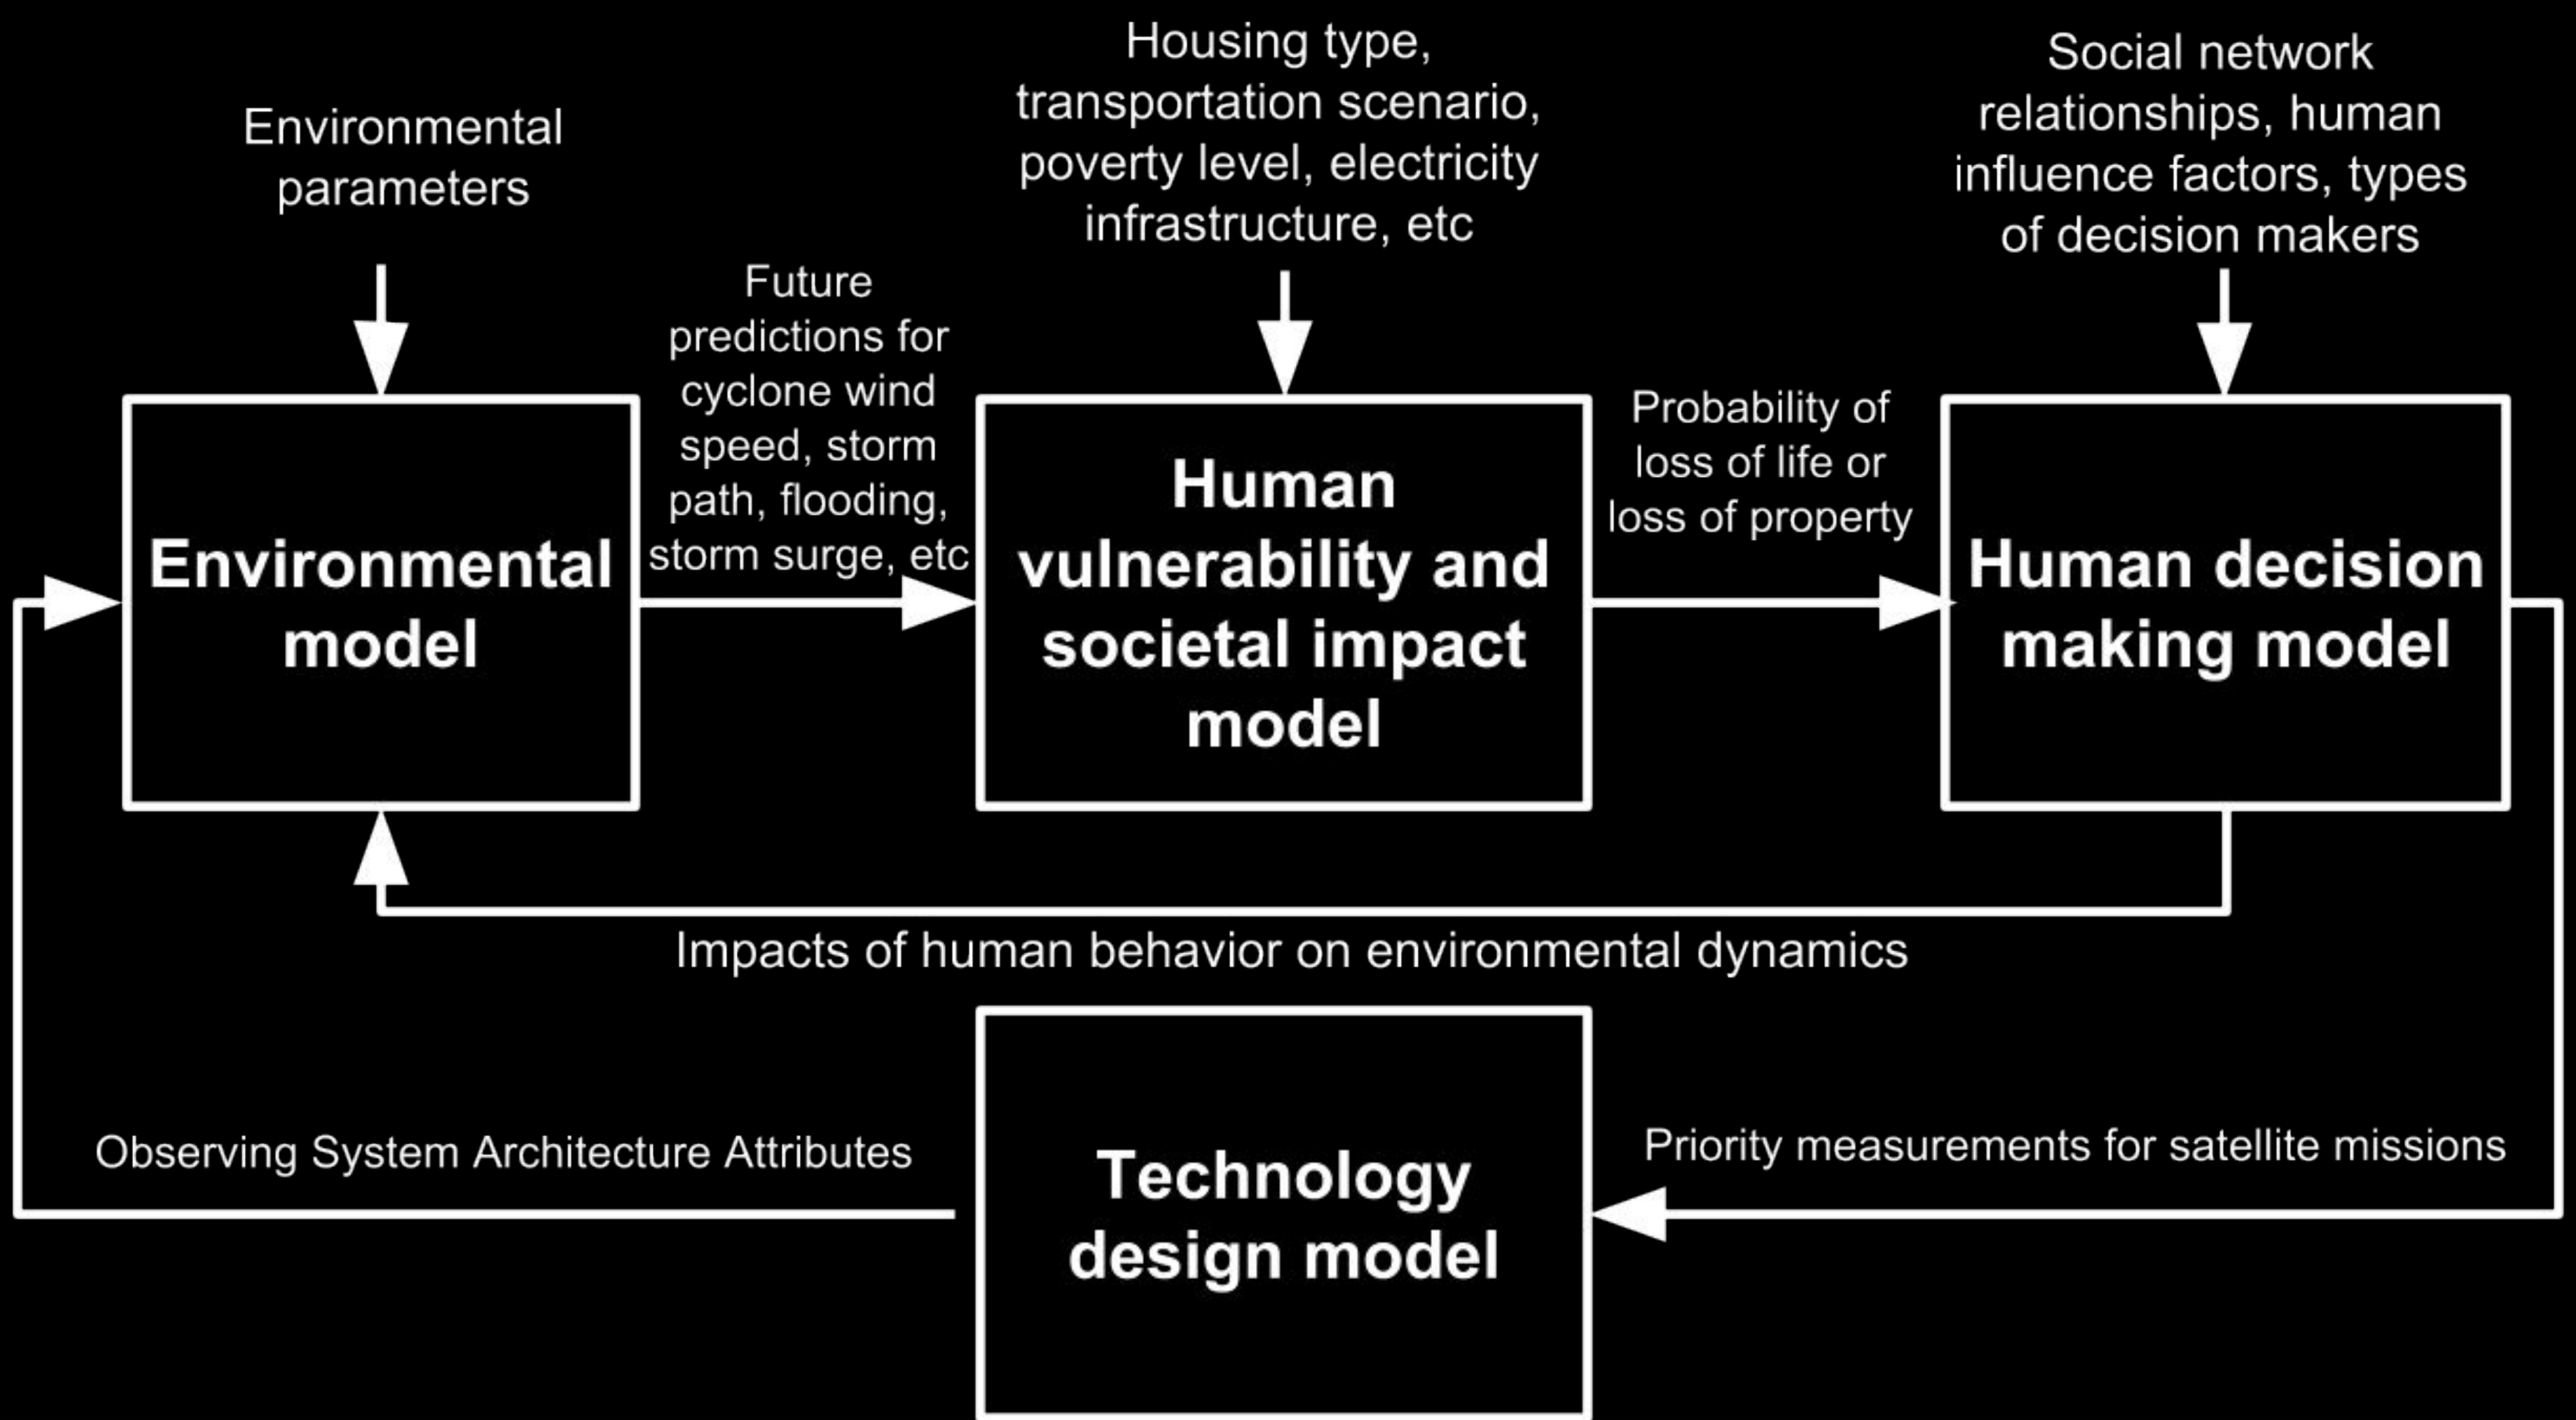 Environmental
parameters
Housing type,
transportation scenario,
poverty level, electricity
infrastructure, etc
Social network
relationships, human
influence factors, types
of decision makers
Environmental
model
Future
predictions for
cyclone wind
speed, storm
path, flooding,
storm surge, etc
Human
vulnerability and
societal impact
model
Probability of
loss of life or
loss of property
Human decision
making model
Impacts of human behavior on environmental dynamics
Observing System Architecture Attributes
Technology
design model
Priority measurements for satellite missions